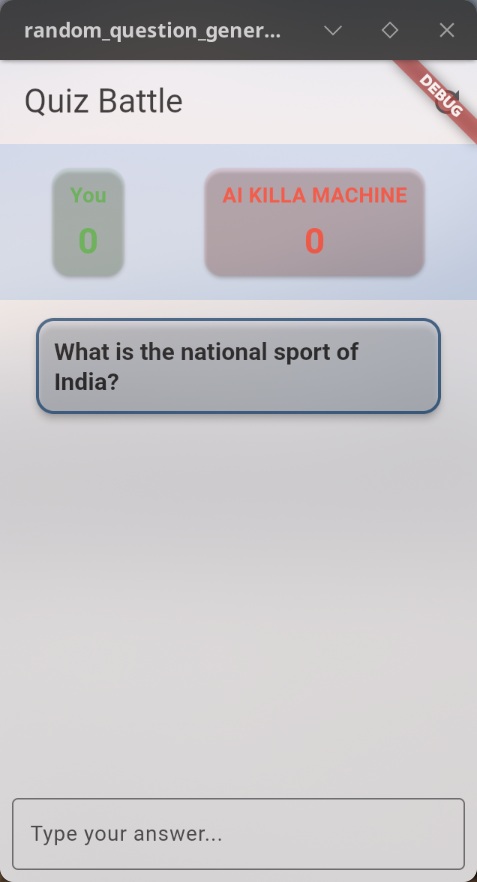 random_question_gener...
DEBUG
Quiz Battle
You
0
AI KILLA MACHINE
0
What is the national sport of
India?
Type your answer...